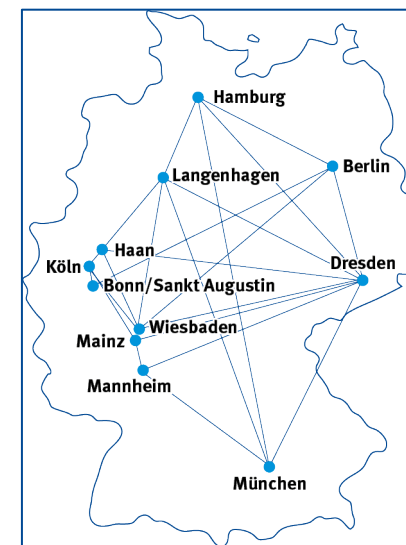 Hamburg
Berlin
Langenhagen
Haan
Dresden
Köln
Bonn/Sankt Augustin
Wiesbaden
Mainz
Mannheim
München